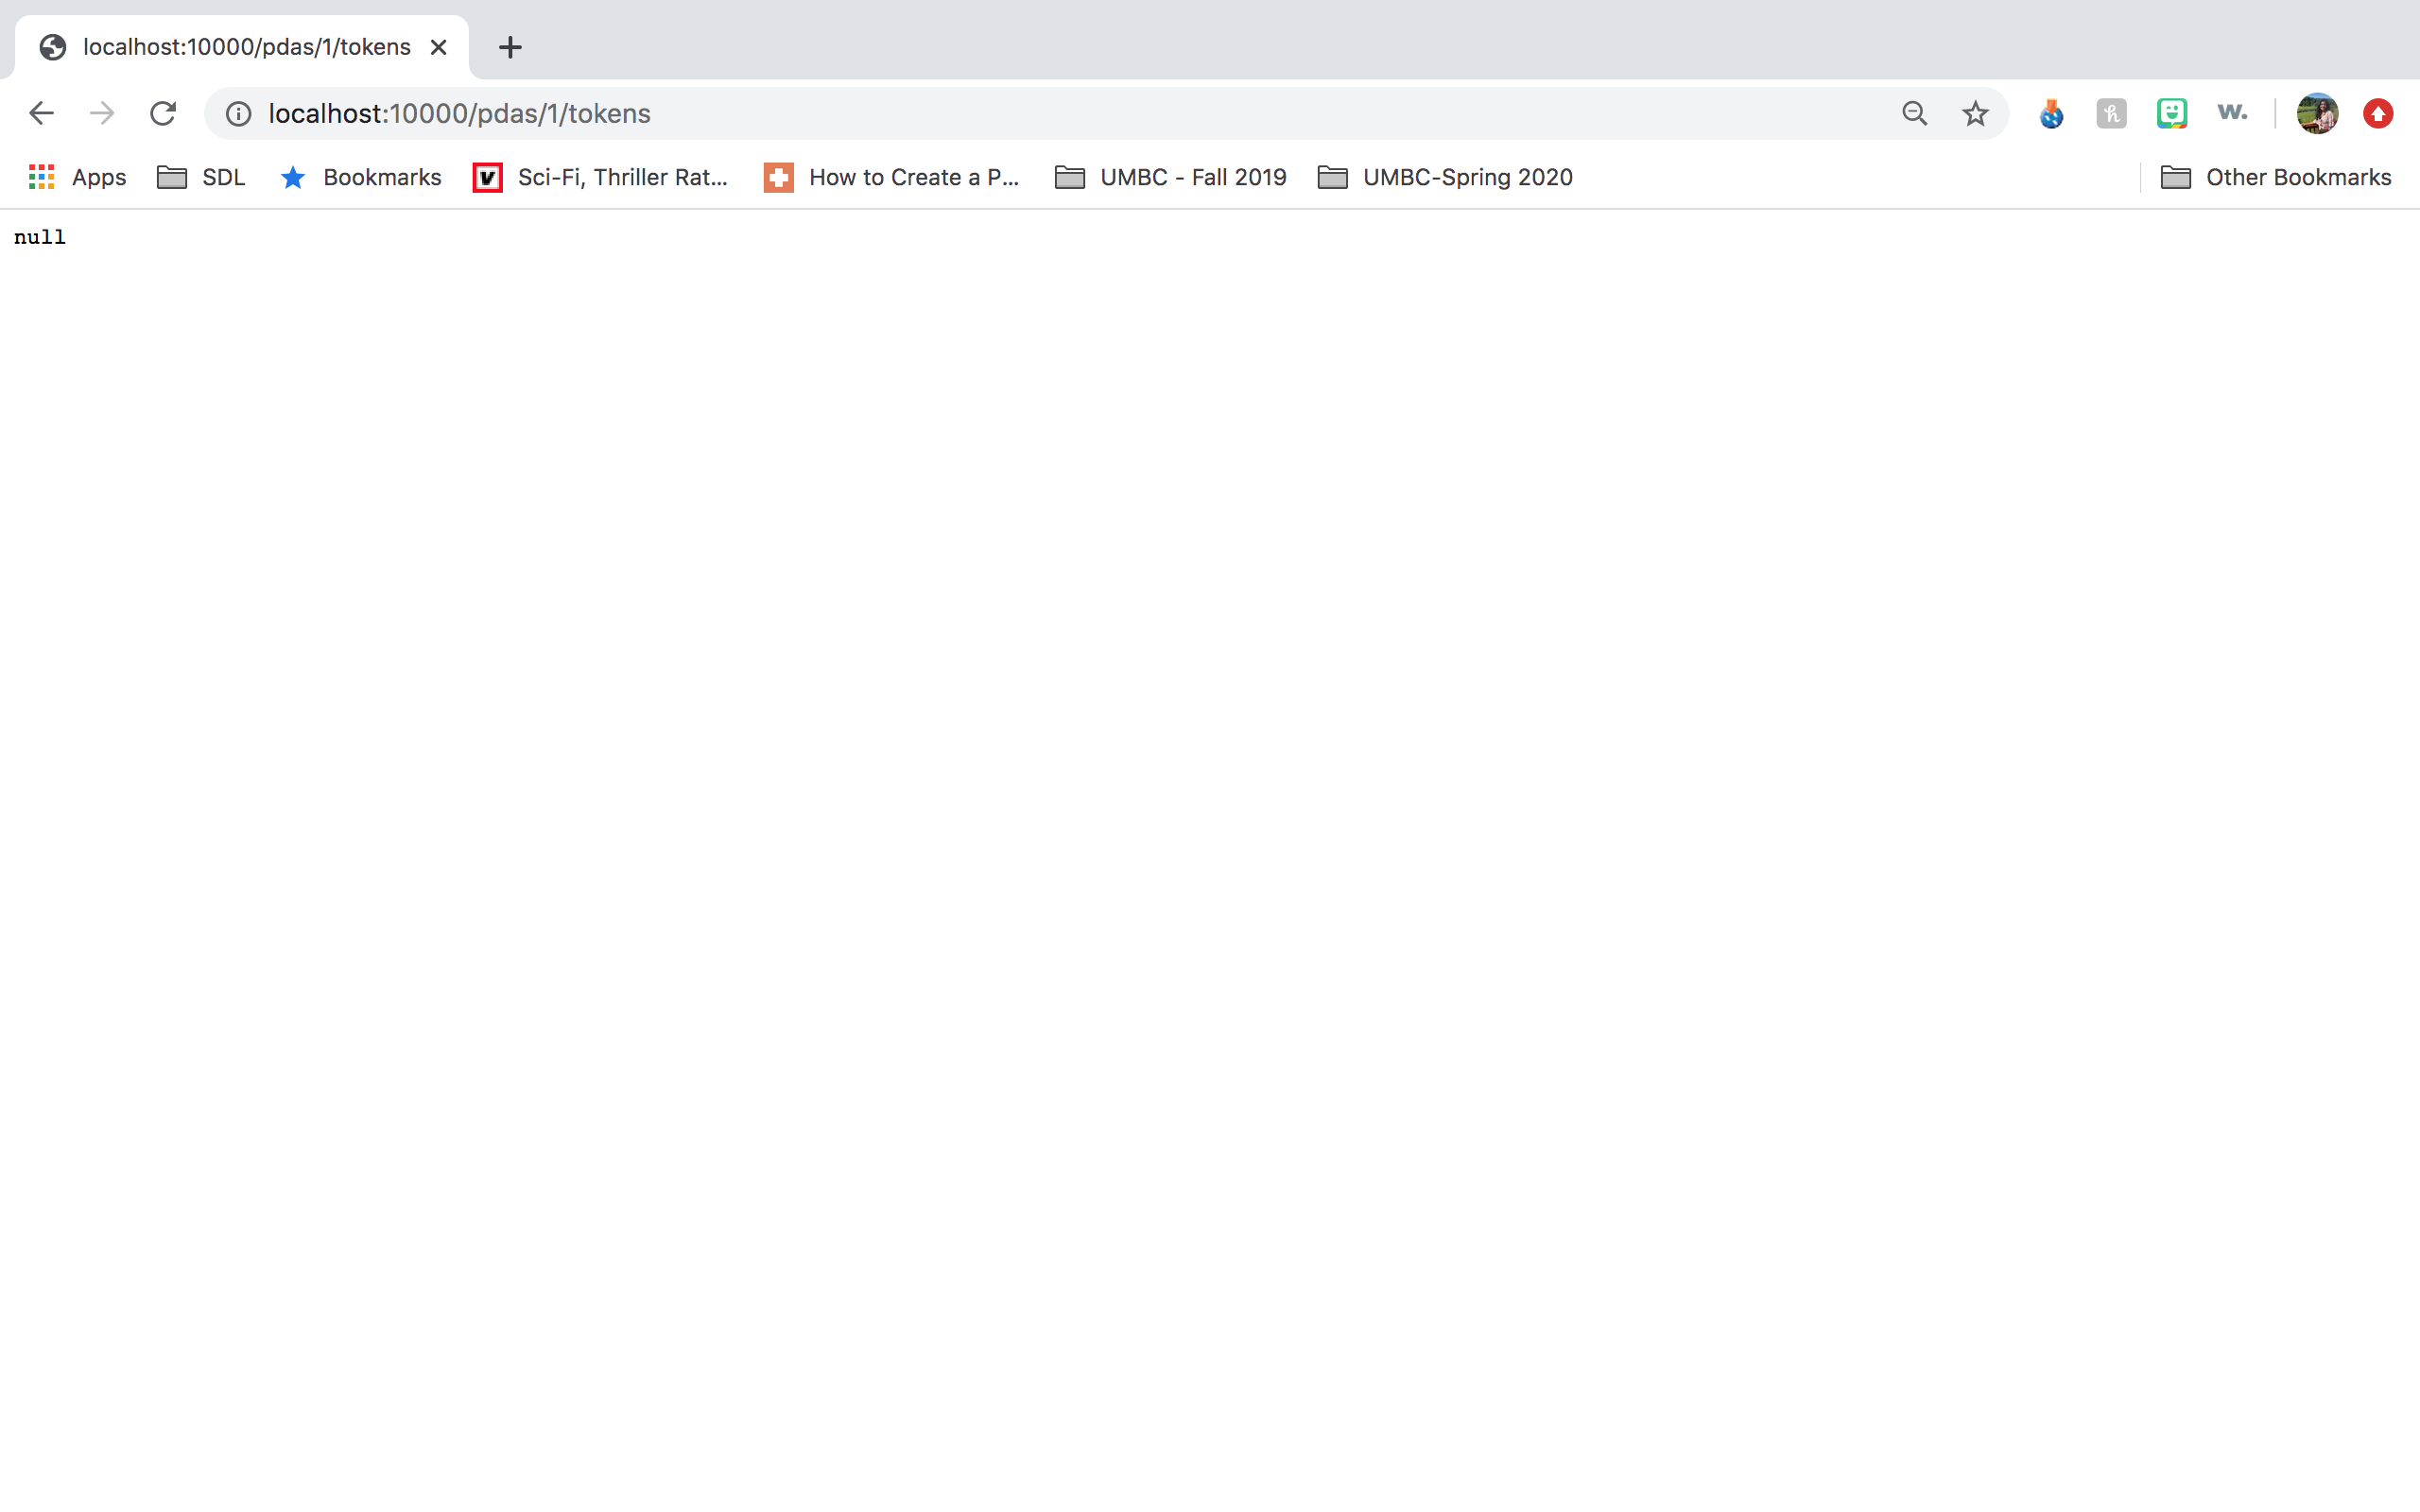 localhost:10000/pdas/1/tokens
localhost:10000/pdas/1/tokens
Apps SDL Bookmarks Sci-Fi, Thriller Rat... How to Create a P... UMBC - Fall 2019 UMBC-Spring 2020 Other Bookmarks
null